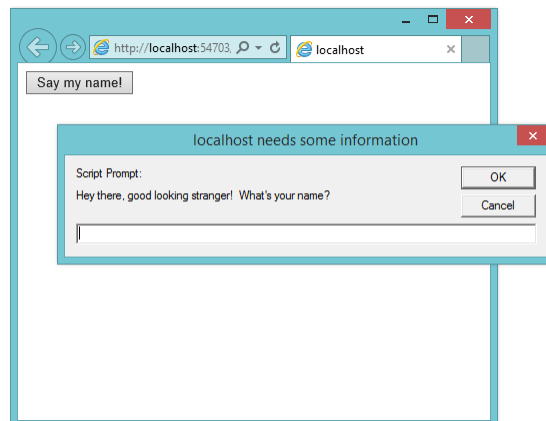 http://localhost:54703,
localhost
Say my name!
localhost needs some information
Script Prompt:
OK
Hey there, good looking stranger!  What's your name?
Cancel